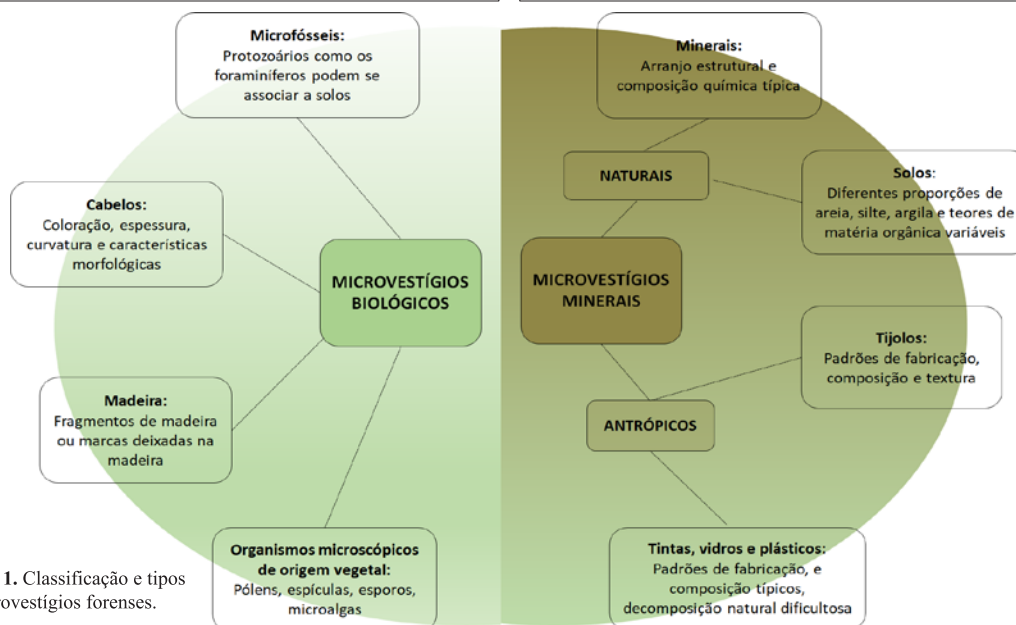 Microfósseis:
Protozoários como os
foraminíferos podem se
associar a solos
Cabelos:
Coloração, espessura,
curvatura e características
morfológicas
MICROVESTÍGIOS
BIOLÓGICOS
Madeira:
Fragmentos de madeira
ou marcas deixadas na
madeira
Organismos microscópicos
de origem vegetal:
Pólens, espículas, esporos,
microalgas
Minerais:
Arranjo estrutural e
composição química típica
NATURAIS
Solos:
Diferentes proporções de
areia, silte, argila e teores de
matéria orgânica variáveis
MICROVESTÍGIOS
MINERAIS
Tijolos:
Padrões de fabricação,
composição e textura
ANTRÓPICOS
Tintas, vidros e plásticos:
Padrões de fabricação, e
composição típicos,
decomposição natural dificultosa
1. Classificação e tipos
rovestígios forenses.